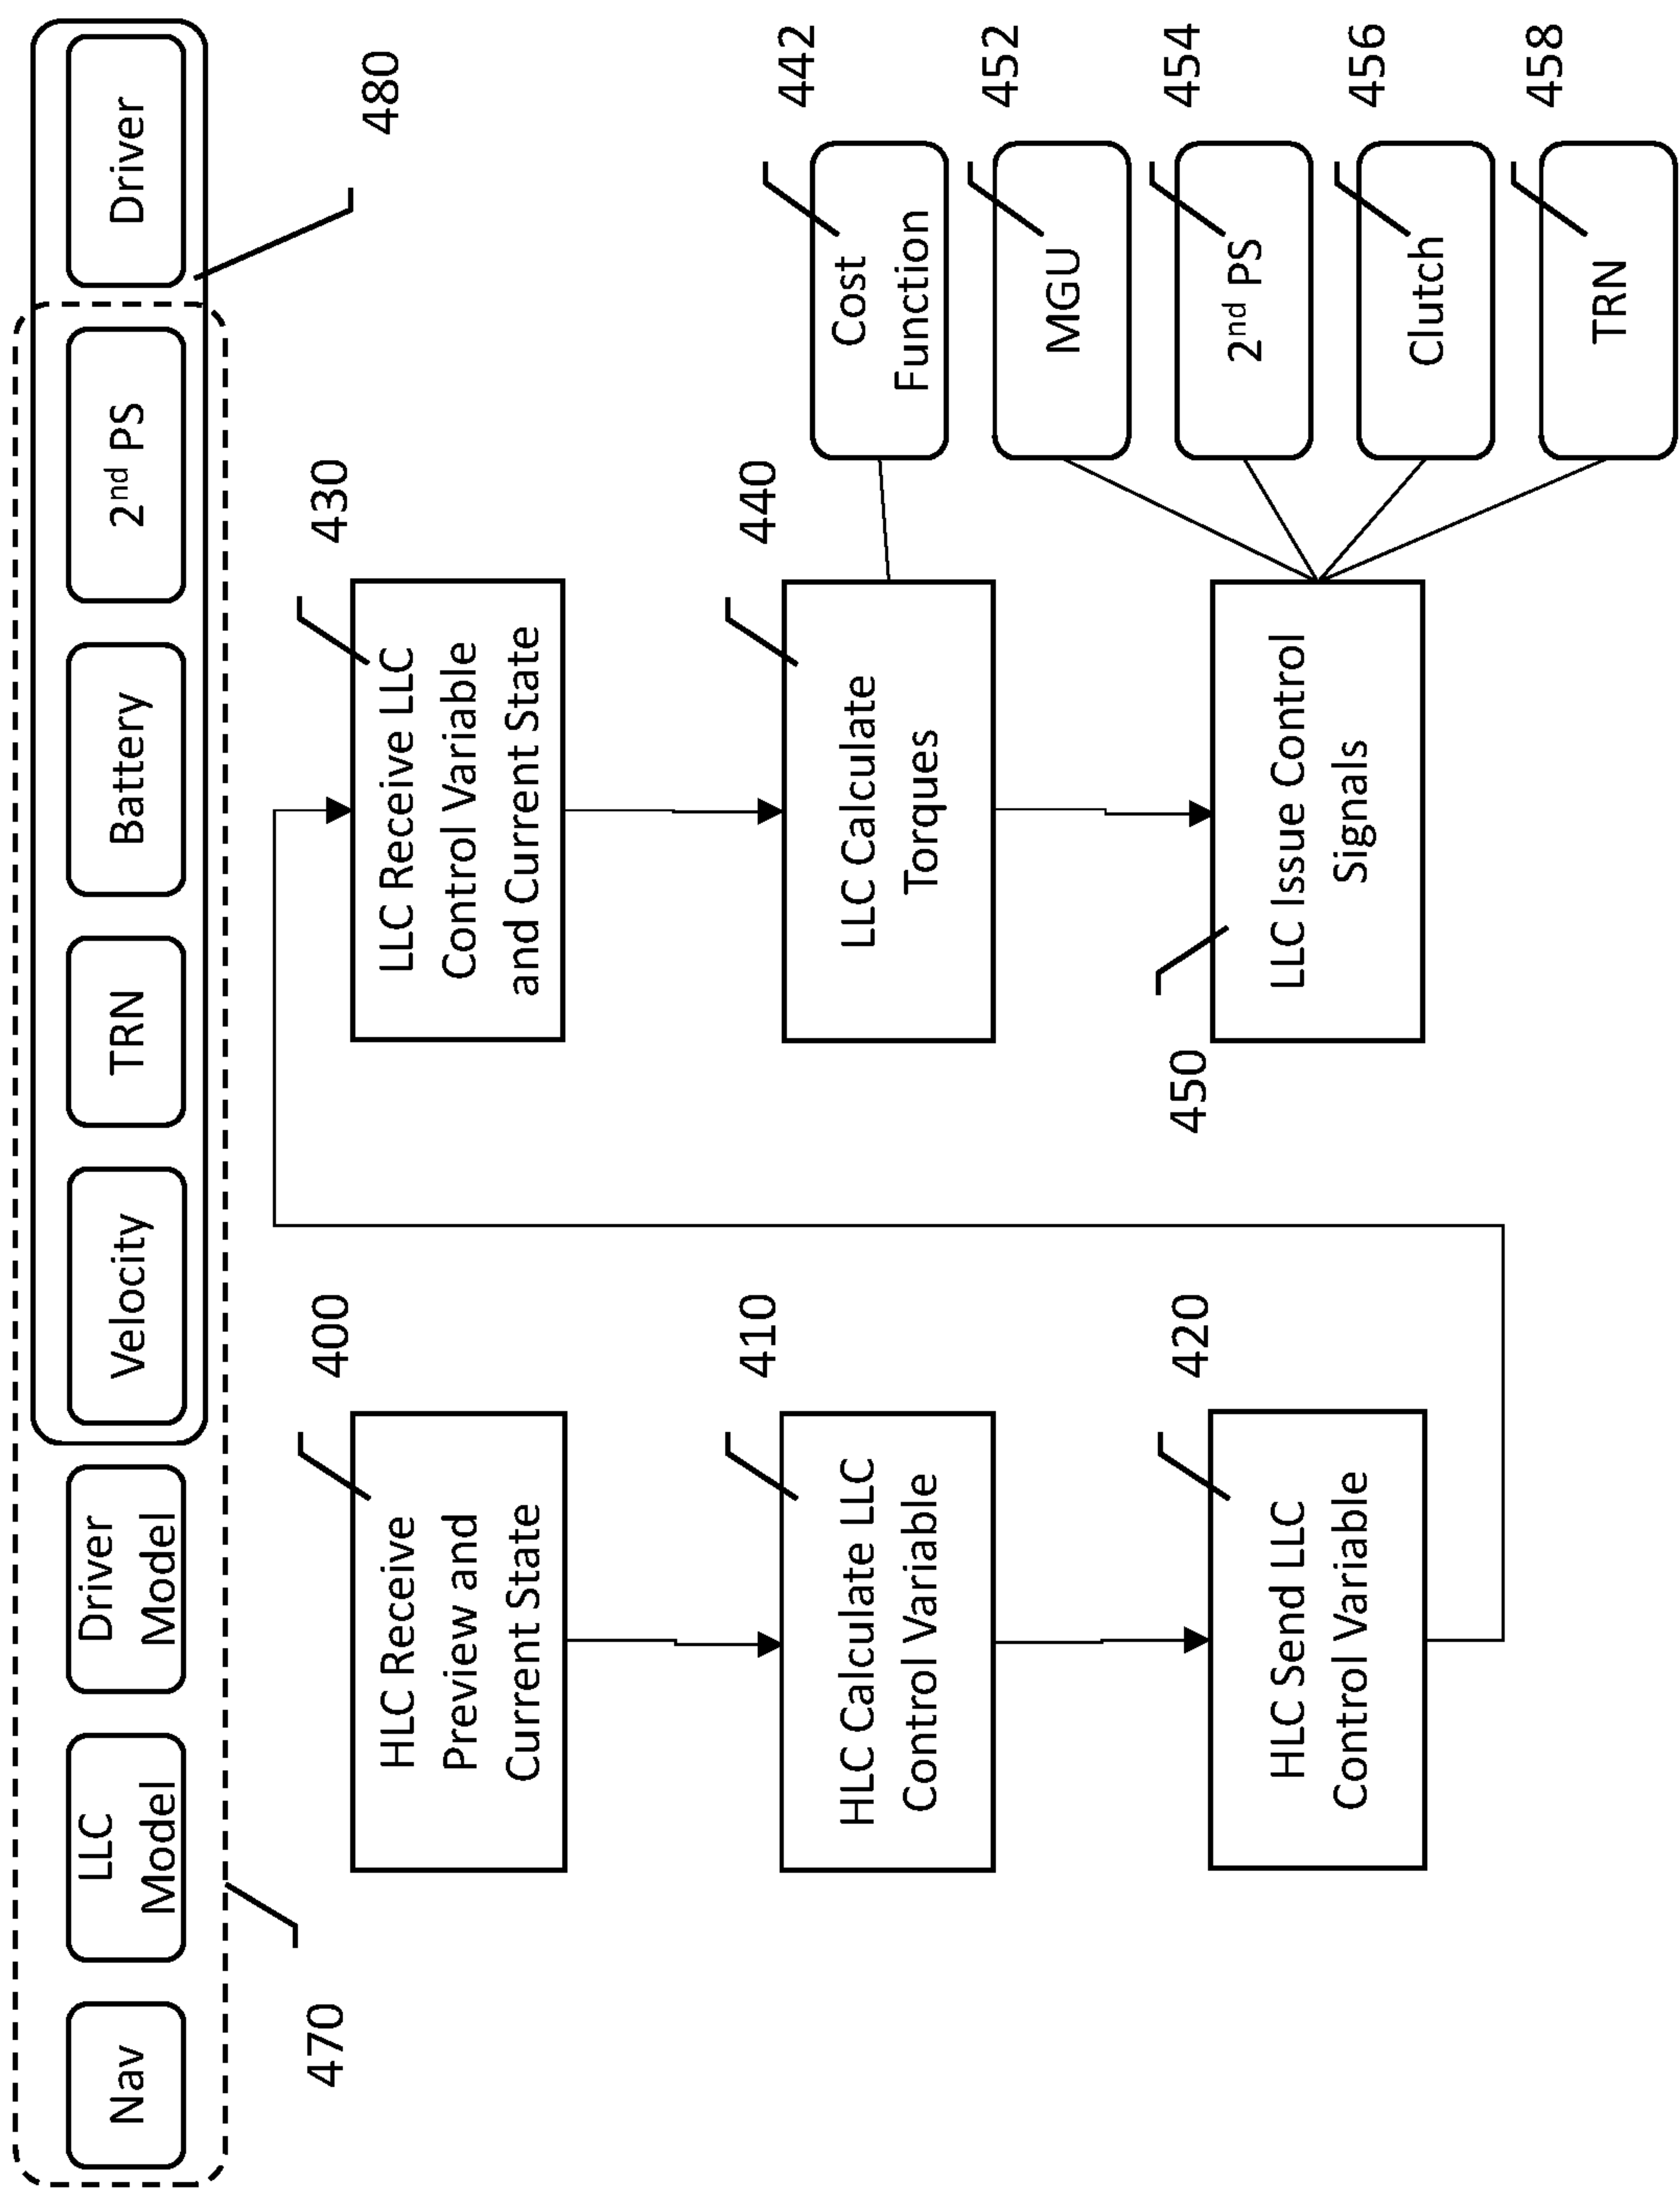 Nav
LLC
Model
Driver
Model
Velocity
TRN
Battery
2nd PS
Driver
470
480
400
HLC Receive
Preview and
Current State
410
HLC Calculate LLC
Control Variable
420
HLC Send LLC
Control Variable
430
LLC Receive LLC
Control Variable
and Current State
440
LLC Calculate
Torques
450
LLC Issue Control
Signals
442
Cost
Function
452
MGU
454
2nd PS
456
Clutch
458
TRN